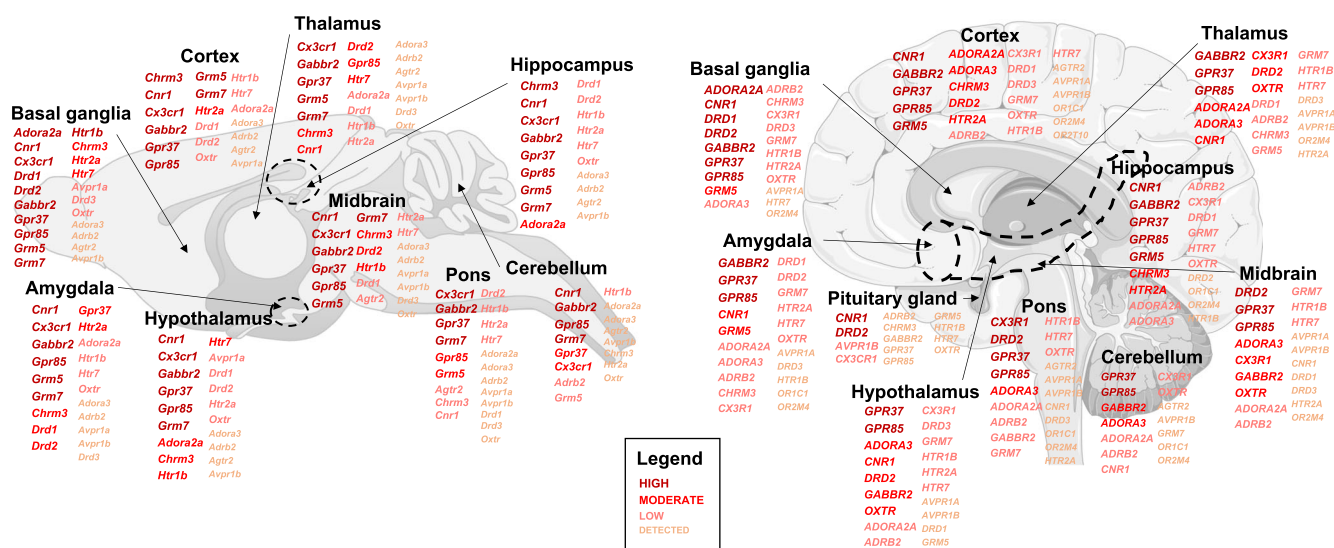 Thalamus
Cx3cr1 Drd2 Adora3
Gabbr2 Gpr85 Adrb2
Gpr37 Htr7 Agtr2
Grm5 Adora2a Avpr1a
Grm7 Drd1 Avpr1b
Chrm3 Htr1b Drd3
Cnr1 Htr2a Oxtr
Cortex
Chrm3 Grm5 Htr1b
Cnr1 Grm7 Htr7
Cx3cr1 Htr2a Adora2a
Gabbr2 Drd1 Adora3
Gpr37 Drd2 Adrb2
Gpr85 Oxtr Agtr2
Avpr1a
Hippocampus
Chrm3 Drd1
Cnr1 Drd2
Cx3cr1 Htr1b
Gabbr2 Htr2a
Gpr37 Htr7
Gpr85 Oxtr
Grm5 Adora3
Grm7 Adrb2
Adora2a Agtr2
Avpr1b
Basal ganglia
Adora2a Htr1b
Cnr1 Chrm3
Cx3cr1 Htr2a
Drd1 Htr7
Drd2 Avpr1a
Gabbr2 Drd3
Gpr37 Oxtr
Gpr85 Adora3
Grm5 Adrb2
Grm7 Agtr2
Avpr1b
Midbrain
Cnr1 Grm7 Htr2a
Cx3cr1 Chrm3 Htr7
Gabbr2 Drd2 Adora3
Gpr37 Htr1b Adrb2
Gpr85 Drd1 Avpr1a
Grm5 Agtr2 Avpr1b
Drd3
Oxtr
Amygdala
Cnr1 Gpr37
Cx3cr1 Htr2a
Gabbr2 Adora2a
Gpr85 Htr1b
Grm5 Htr7
Grm7 Oxtr
Chrm3 Adora3
Drd1 Adrb2
Drd2 Avpr1a
Avpr1b
Drd3
Hypothalamus
Cnr1 Htr7
Cx3cr1 Avpr1a
Gabbr2 Drd1
Gpr37 Drd2
Gpr85 Htr2a
Grm7 Oxtr
Adora2a Adora3
Chrm3 Adrb2
Htr1b Agtr2
Avpr1b
Pons
Cx3cr1 Drd2
Gabbr2 Htr1b
Gpr37 Htr2a
Grm7 Htr7
Gpr85 Adora2a
Grm5 Adora3
Agtr2 Adrb2
Chrm3 Avpr1a
Cnr1 Avpr1b
Drd1
Drd3
Oxtr
Cerebellum
Cnr1 Htr1b
Gabbr2 Adora2a
Gpr85 Adora3
Grm7 Agtr2
Gpr37 Avpr1b
Cx3cr1 Chrm3
Adrb2 Htr2a
Grm5 Oxtr
Legend
HIGH
MODERATE
LOW
DETECTED
Cortex
CNR1 ADORA2A CX3R1 HTR7
GABBR2 ADORA3 DRD1 AGTR2
GPR37 CHRM3 DRD3 AVPR1A
GPR85 DRD2 GRM7 AVPR1B
GRM5 HTR2A OXTR OR1C1
ADRB2 HTR1B OR2M4
OR2T10
Thalamus
GABBR2 CX3R1 GRM7
GPR37 DRD2 HTR1B
GPR85 OXTR HTR7
ADORA2A DRD1 DRD3
ADORA3 ADRB2 AVPR1A
CNR1 CHRM3 AVPR1B
GRM5 OR2M4
HTR2A
Basal ganglia
ADORA2A ADRB2
CNR1 CHRM3
DRD1 CX3R1
DRD2 DRD3
GABBR2 GRM7
GPR37 HTR1B
GPR85 HTR2A
GRM5 OXTR
ADORA3 AVPR1A
HTR7
OR2M4
Hippocampus
CNR1 ADRB2
GABBR2 CX3R1
GPR37 DRD1
GPR85 GRM7
GRM5 HTR7
CHRM3 OXTR
HTR2A DRD2
ADORA2A OR1C1
ADORA3 OR2M4
HTR1B
Amygdala
GABBR2 DRD1
GPR37 DRD2
GPR85 GRM7
CNR1 HTR2A
GRM5 HTR7
ADORA2A OXTR
ADORA3 AVPR1A
ADRB2 DRD3
CHRM3 HTR1B
CX3R1 OR1C1
OR2M4
Pituitary gland
CNR1 ADRB2 GRM5
DRD2 CHRM3 HTR1B
AVPR1B GABBR2 HTR7
CX3CR1 GPR37 OXTR
GPR85
Pons
CX3R1 HTR1B
DRD2 HTR7
GPR37 OXTR
GPR85 AGTR2
ADORA3 AVPR1A
ADORA2A AVPR1B
ADRB2 CNR1
GABBR2 DRD3
GRM7 OR1C1
OR2M4
HTR2A
Midbrain
DRD2 GRM7
GPR37 HTR1B
GPR85 HTR7
ADORA3 AVPR1A
CX3R1 AVPR1B
GABBR2 CNR1
OXTR DRD1
ADORA2A DRD3
ADRB2 HTR2A
OR2M4
Cerebellum
GPR37 CX3R1
GPR85 OXTR
GABBR2 AGTR2
ADORA3 AVPR1B
ADORA2A GRM7
ADRB2 OR1C1
CNR1 OR2M4
Hypothalamus
GPR37 CX3R1
GPR85 DRD3
ADORA3 GRM7
CNR1 HTR1B
DRD2 HTR2A
GABBR2 HTR7
OXTR AVPR1A
ADORA2A AVPR1B
ADRB2 DRD1
GRM5